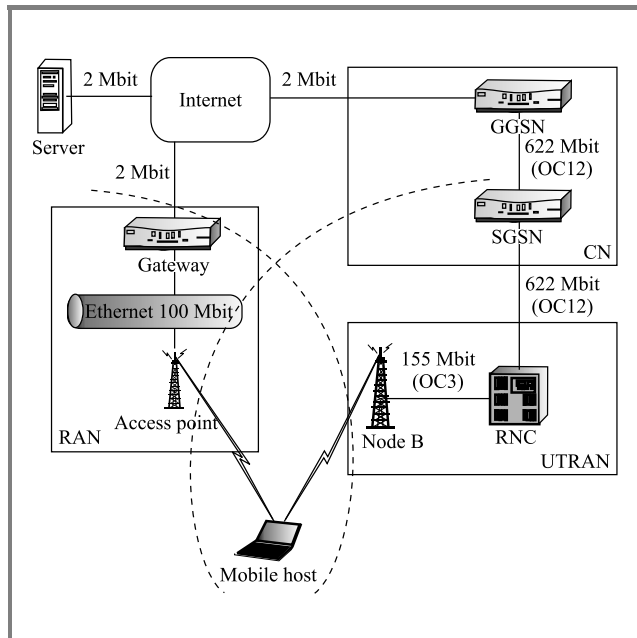 2 Mbit
2 Mbit
Internet
Server
GGSN
622 Mbit
(OC12)
2 Mbit
SGSN
CN
Gateway
622 Mbit
(OC12)
Ethernet 100 Mbit
155 Mbit
(OC3)
Access point
RAN
Node B
RNC
UTRAN
Mobile host